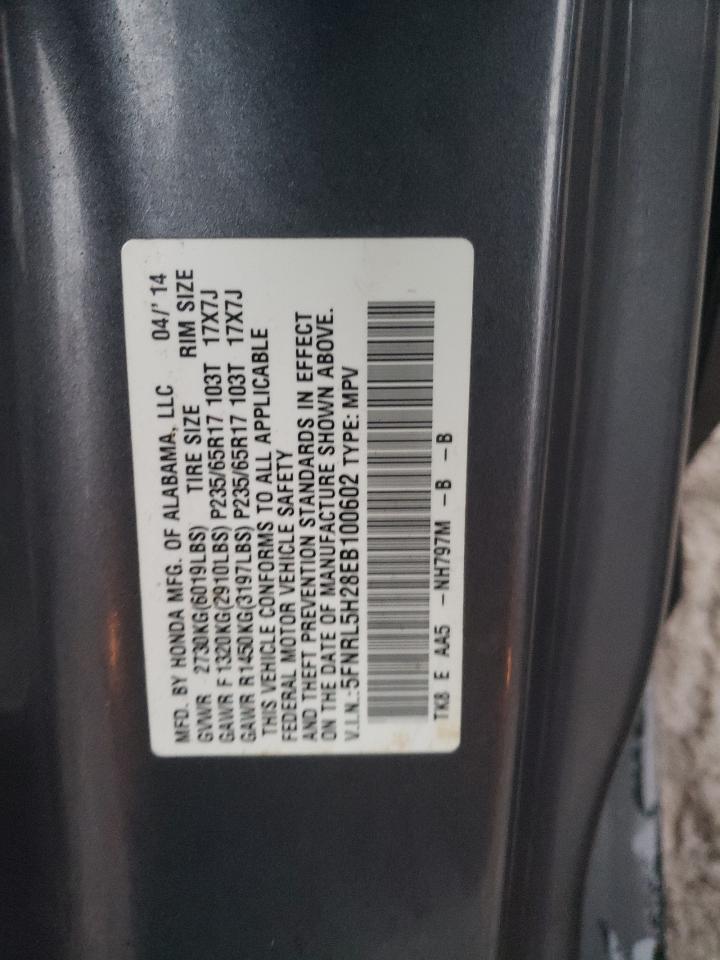 MFD. BY HONDA MFG. OF ALABAMA, LLC 04/' 14
GVWR 2730KG(6019LBS) TIRE SIZE RIM SIZE
GAWR F 1320KG(2910LBS) P235/65R17 103T 17X7J
GAWR R1450KG(3197LBS) P235/65R17 103T 17X7J
THIS VEHICLE CONFORMS TO ALL APPLICABLE
FEDERAL MOTOR VEHICLE SAFETY
AND THEFT PREVENTION STANDARDS IN EFFECT
ON THE DATE OF MANUFACTURE SHOWN ABOVE.
V.I.N.:5FNRL5H28EB100602 TYPE: MPV
TK8 E AA5 -NH797M -B -B